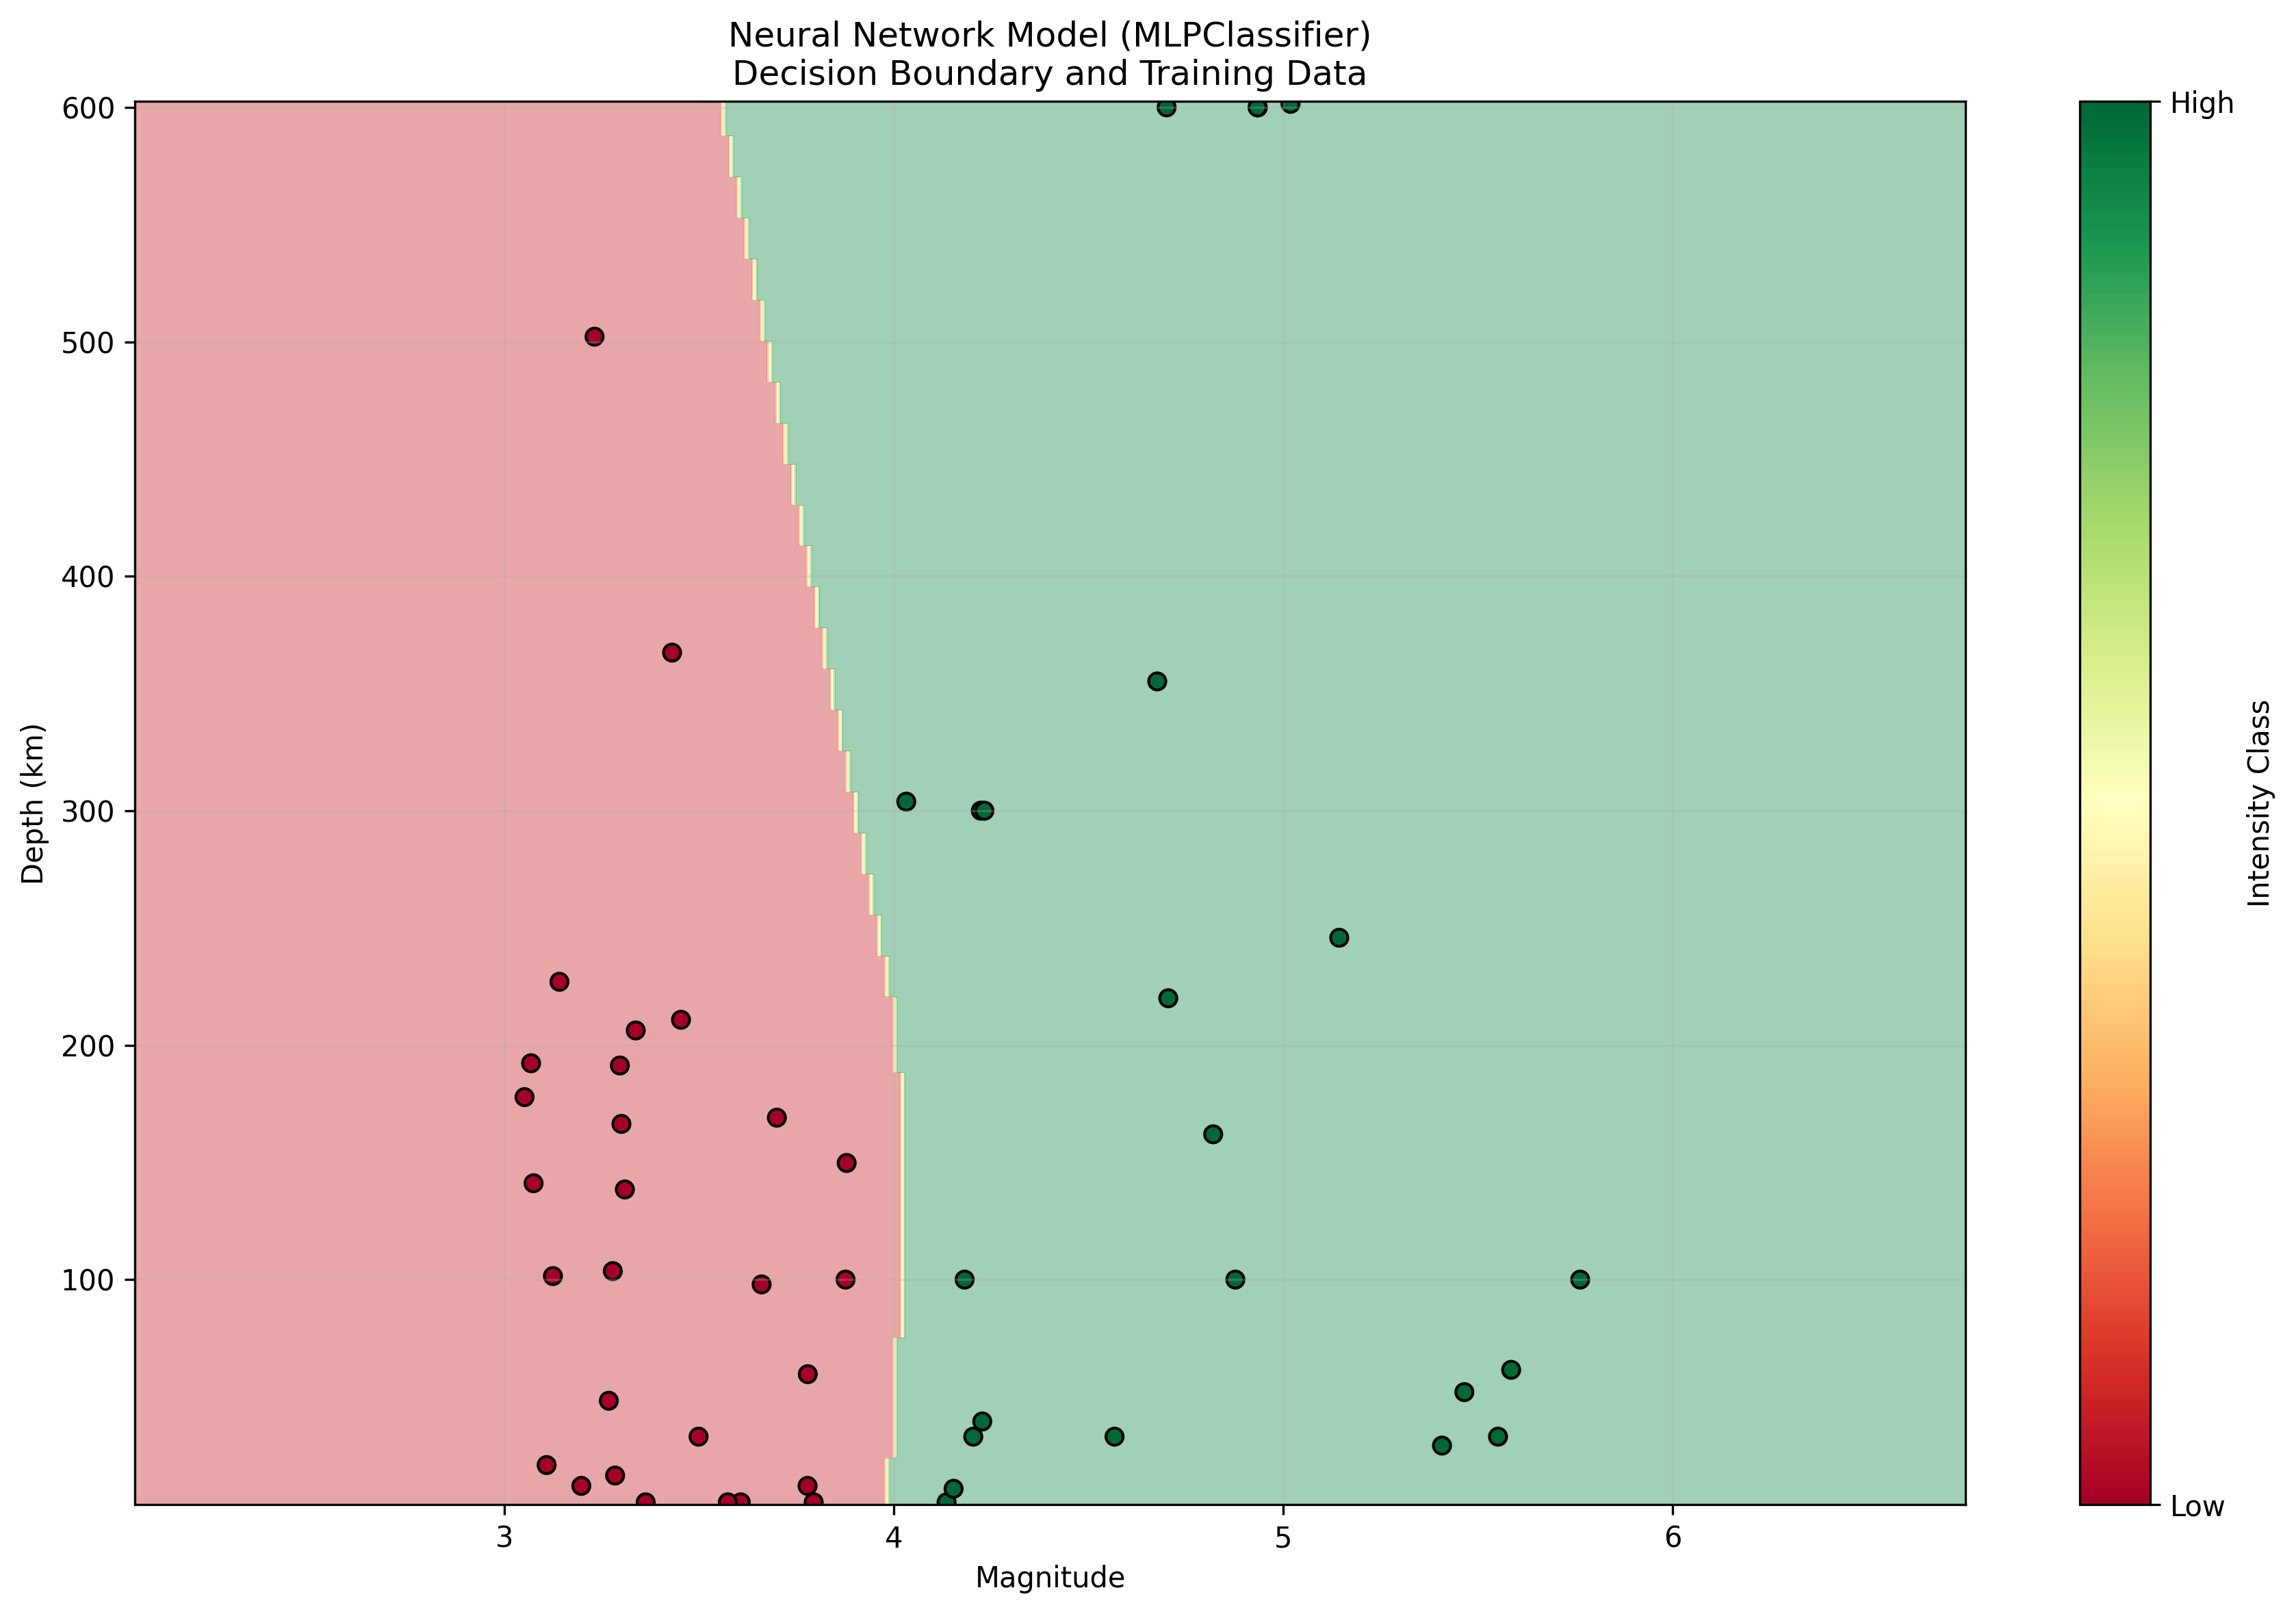 Neural Network Model (MLPClassifier)
Decision Boundary and Training Data
600
500
400
300
200
100
Depth (km)
3
4
5
6
Magnitude
High
Low
Intensity Class